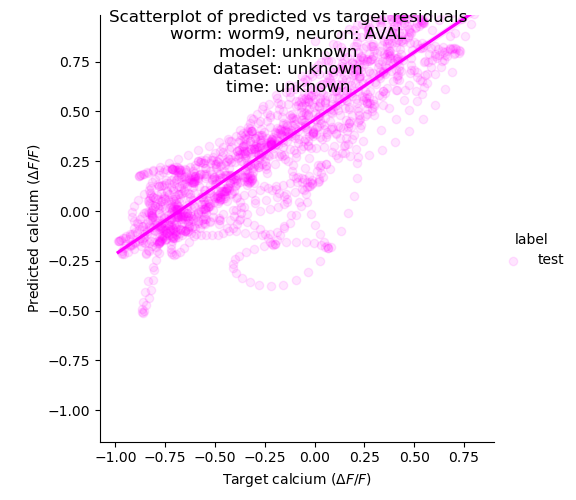 Scatterplot of predicted vs target residuals
worm: worm9, neuron: AVAL
model: unknown
dataset: unknown
time: unknown
0.75
0.50
0.25
0.00
−0.25
−0.50
−0.75
−1.00
Predicted calcium (ΔF/F)
−1.00 −0.75 −0.50 −0.25 0.00 0.25 0.50 0.75
Target calcium (ΔF/F)
label
test